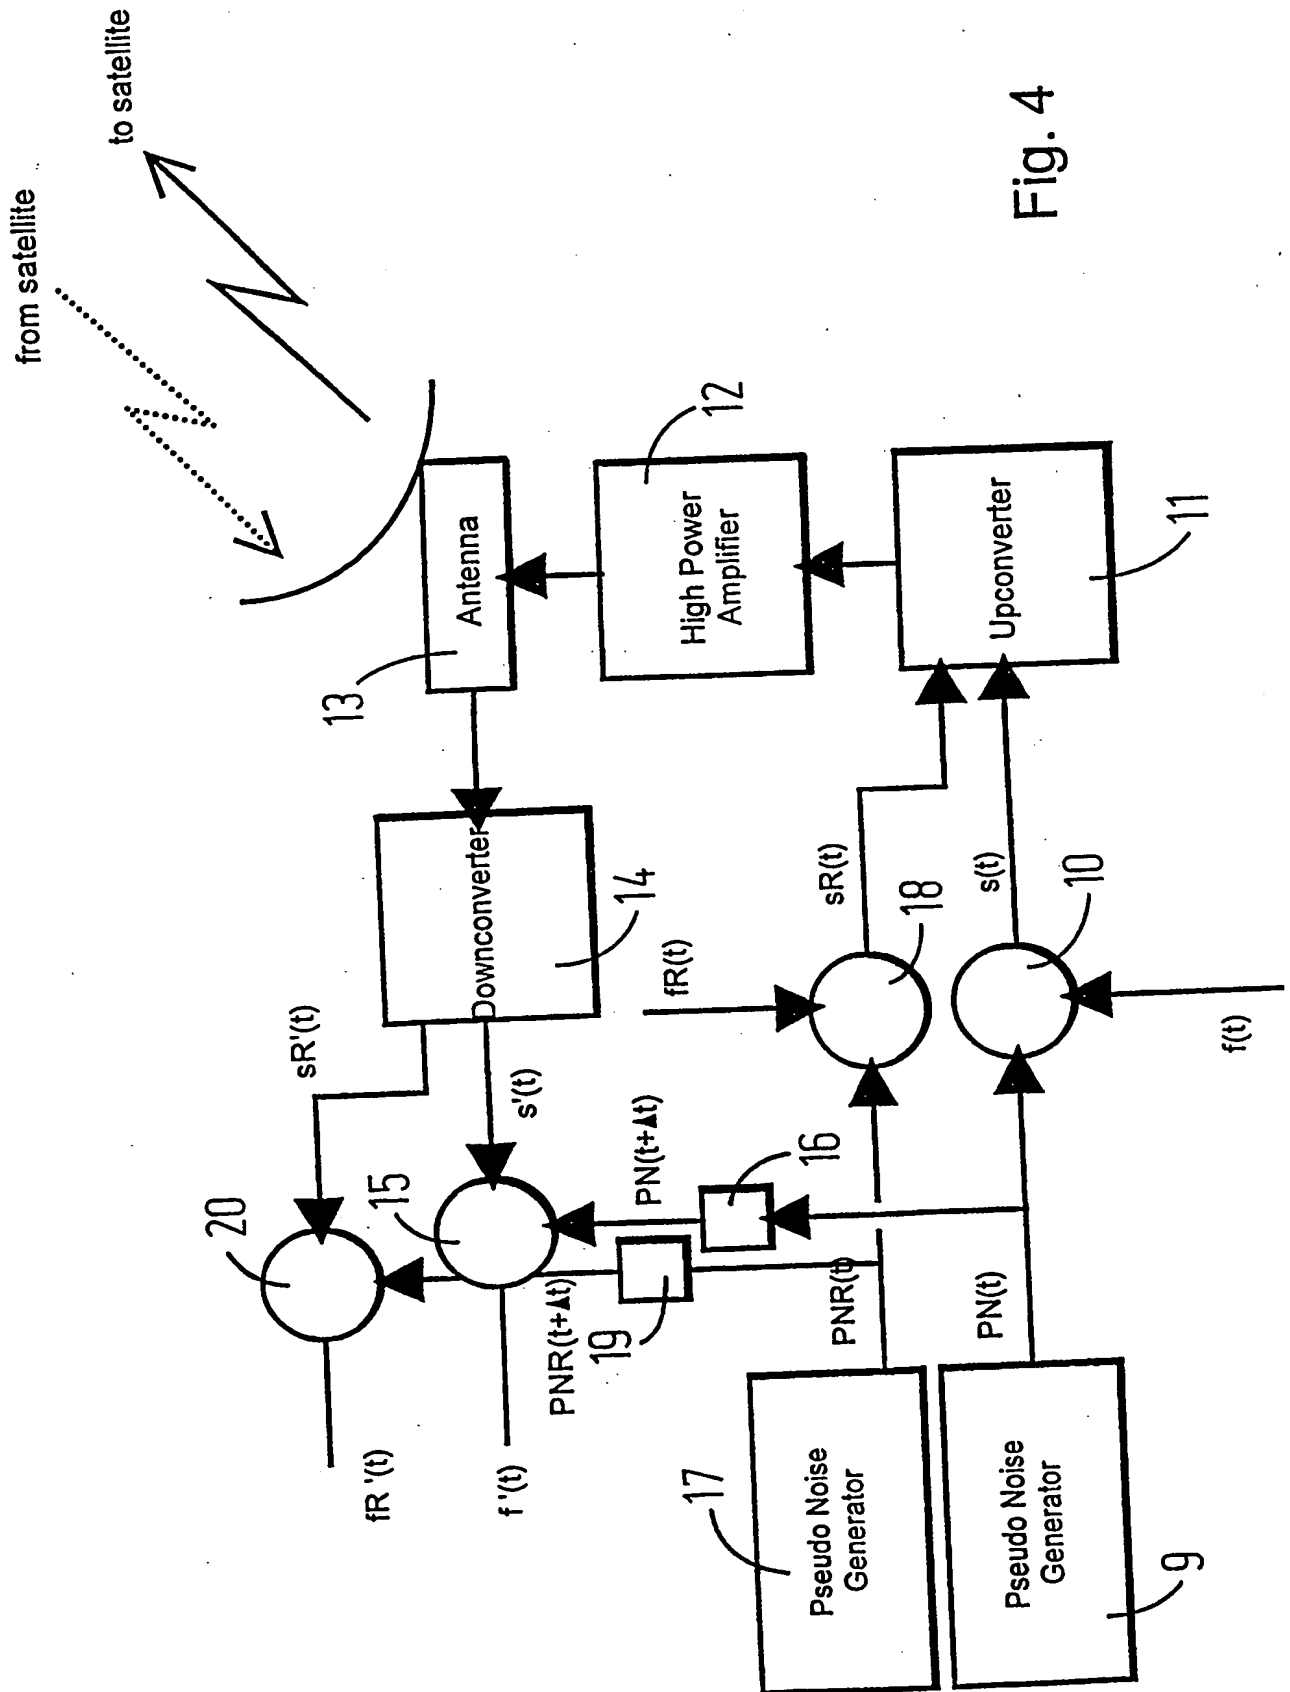 from satellite
to satellite
fR '(t)
20
sR'(t)
f '(t)
15
s'(t)
Downconverter
14
13
Antenna
PNR(t+Δt)
19
PN(t+Δt)
16
fR(t)
High Power
Amplifier
12
17
Pseudo Noise
Generator
PNR(t)
18
sR(t)
Pseudo Noise
Generator
9
PN(t)
10
s(t)
f(t)
Upconverter
11
Fig. 4